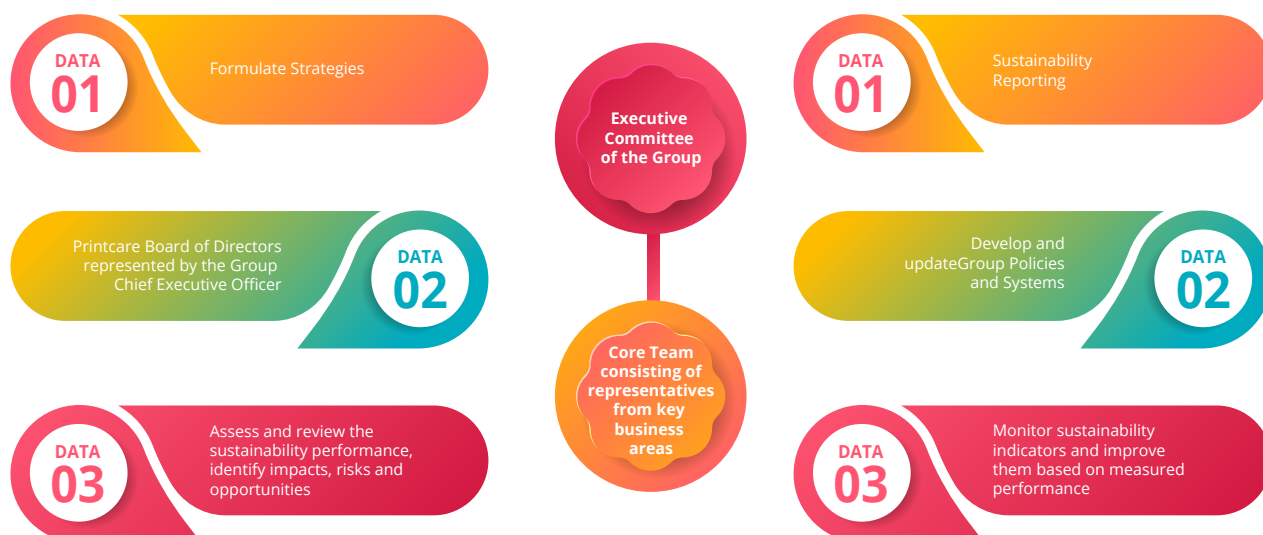 DATA
01
Formulate Strategies
Printcare Board of Directors
represented by the Group
Chief Executive Officer
DATA
02
DATA
03
Assess and review the
sustainability performance,
identify impacts, risks and
opportunities
Executive
Committee
of the Group
Core Team
consisting of
representatives
from key
business
areas
DATA
01
Sustainability
Reporting
Develop and
updateGroup Policies
and Systems
DATA
02
DATA
03
Monitor sustainability
indicators and improve
them based on measured
performance